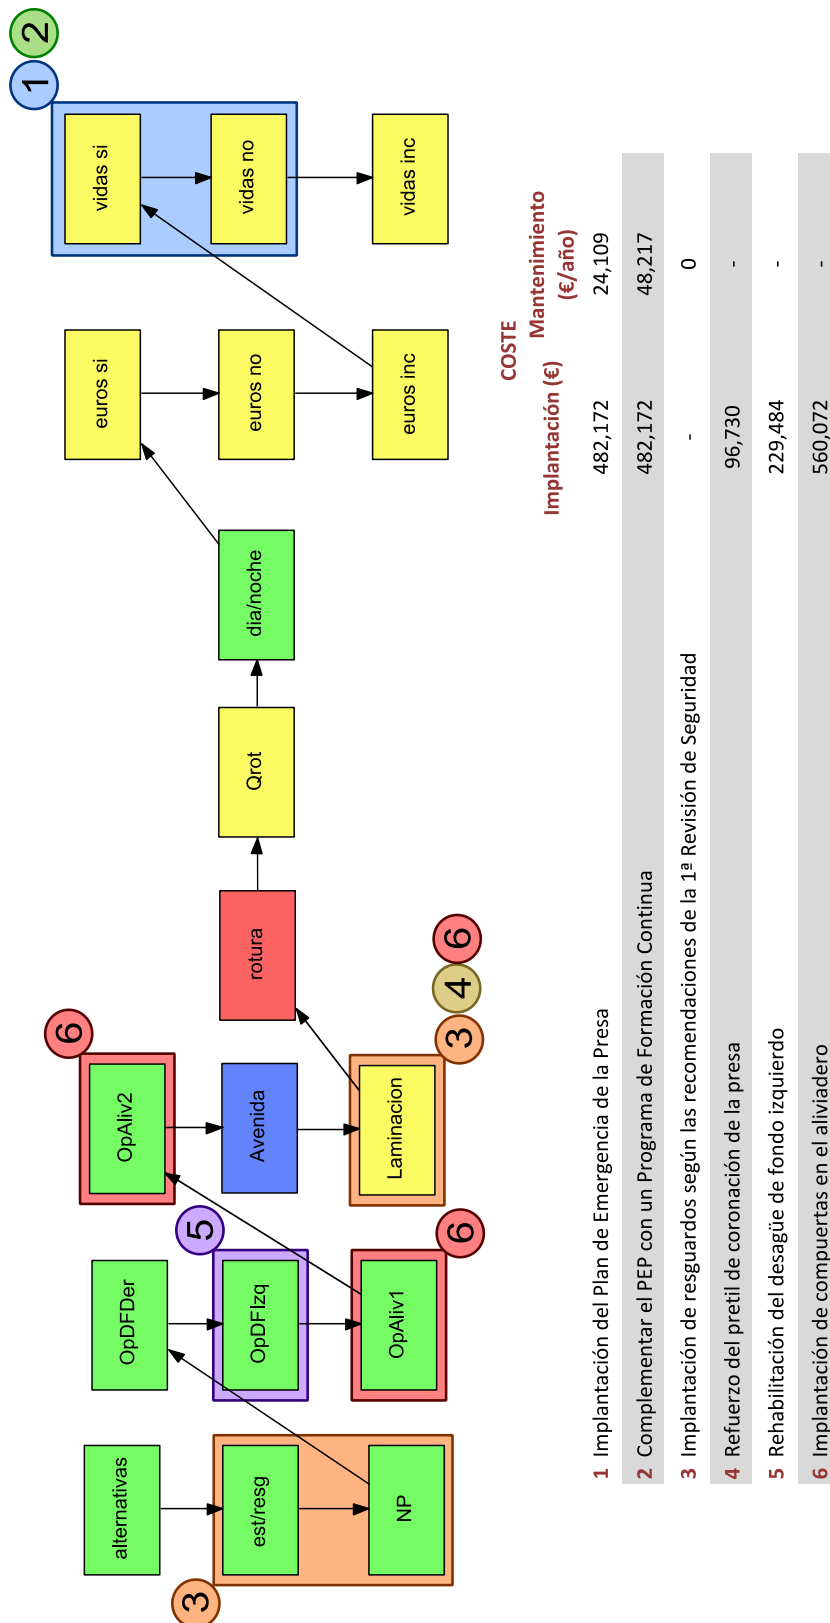 1 2
6
vidas si
vidas no
vidas inc
euros si
euros no
euros inc
dia/noche
Qrot
rotura
OpAliv2
Avenida
Laminacion
3 4 6
5
OpDFDer
OpDFIzq
OpAliv1
6
alternativas
est/resg
NP
3
COSTE
Implantación (€) Mantenimiento
(€/año)
1 Implantación del Plan de Emergencia de la Presa 482,172 24,109
2 Complementar el PEP con un Programa de Formación Continua 482,172 48,217
3 Implantación de resguardos según las recomendaciones de la 1ª Revisión de Seguridad - 0
4 Refuerzo del pretil de coronación de la presa 96,730 -
5 Rehabilitación del desagüe de fondo izquierdo 229,484 -
6 Implantación de compuertas en el aliviadero 560,072 -